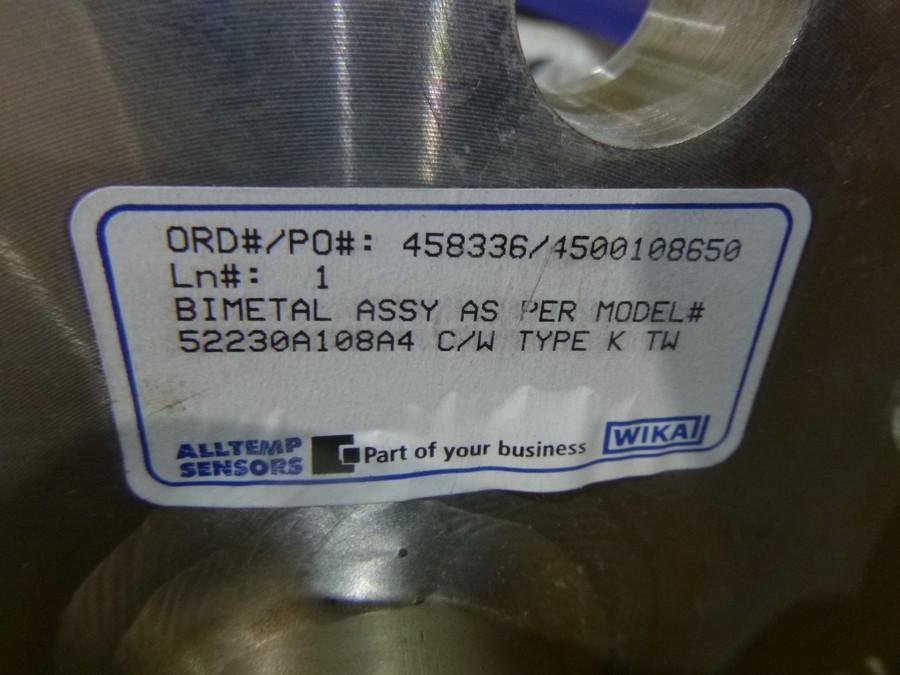 ORD#/PO#: 458336/4500108650
Ln#: 1
BIMETAL ASSY AS PER MODEL#
52230A108A4 C/W TYPE K TW
ALLTEMP SENSORS
Part of your business
WIKAI